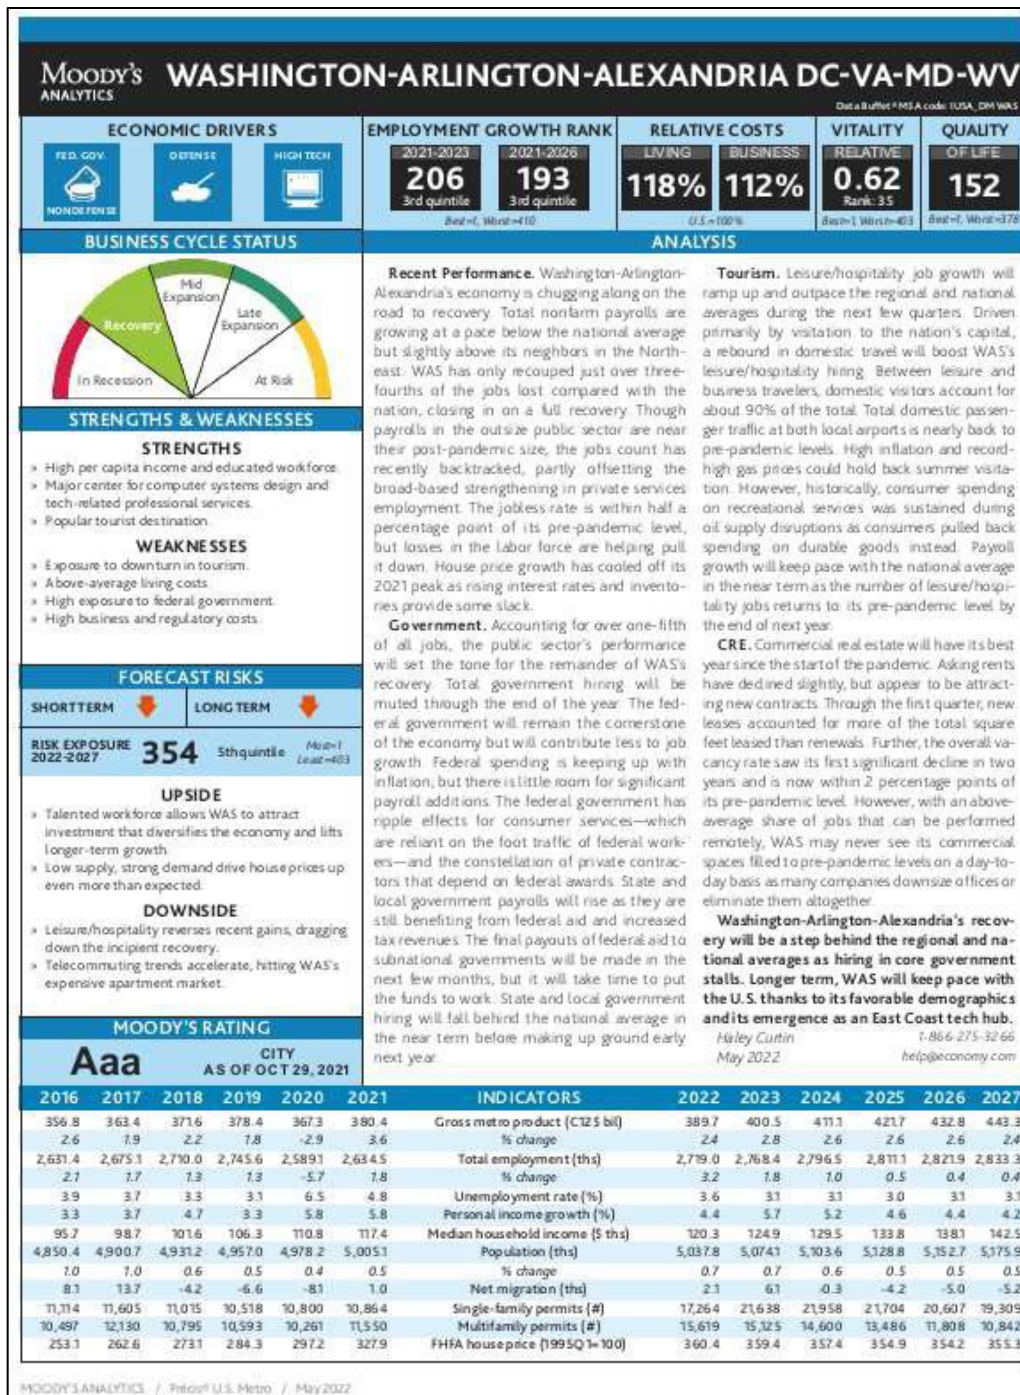 MOODY'S
ANALYTICS
WASHINGTON-ARLINGTON-ALEXANDRIA DC-VA-MD-WV
Data Buffet® MSA code: IUSA_DMWAS
ECONOMIC DRIVERS
FED. GOV.
NONDEFENSE
DEFENSE
HIGH TECH
EMPLOYMENT GROWTH RANK
2021-2023
206
3rd quintile
2021-2026
193
3rd quintile
Best=1, Worst=410
RELATIVE COSTS
LIVING
118%
BUSINESS
112%
U.S.=100%
VITALITY
RELATIVE
0.62
Rank: 35
Best=1, Worst=403
QUALITY
OF LIFE
152
Best=1, Worst=378
BUSINESS CYCLE STATUS
In Recession
Recovery
Mid
Expansion
Late
Expansion
At Risk
STRENGTHS & WEAKNESSES
STRENGTHS
» High per capita income and educated workforce.
» Major center for computer systems design and
tech-related professional services.
» Popular tourist destination.
WEAKNESSES
» Exposure to downturn in tourism.
» Above-average living costs.
» High exposure to federal government.
» High business and regulatory costs.
FORECAST RISKS
SHORT TERM
LONG TERM
RISK EXPOSURE
2022-2027
354
5th quintile
Most=1
Least=403
UPSIDE
» Talented workforce allows WAS to attract
investment that diversifies the economy and lifts
longer-term growth.
» Low supply, strong demand drive house prices up
even more than expected.
DOWNSIDE
» Leisure/hospitality reverses recent gains, dragging
down the incipient recovery.
» Telecommuting trends accelerate, hitting WAS's
expensive apartment market.
MOODY'S RATING
Aaa
CITY
AS OF OCT 29, 2021
ANALYSIS
Recent Performance. Washington-Arlington-
Alexandria's economy is chugging along on the
road to recovery. Total nonfarm payrolls are
growing at a pace below the national average
but slightly above its neighbors in the North-
east. WAS has only recouped just over three-
fourths of the jobs lost compared with the
nation, closing in on a full recovery. Though
payrolls in the outsize public sector are near
their post-pandemic size, the jobs count has
recently backtracked, partly offsetting the
broad-based strengthening in private services
employment. The jobless rate is within half a
percentage point of its pre-pandemic level,
but losses in the labor force are helping pull
it down. House price growth has cooled off its
2021 peak as rising interest rates and invento-
ries provide some slack.
Government. Accounting for over one-fifth
of all jobs, the public sector's performance
will set the tone for the remainder of WAS's
recovery. Total government hiring will be
muted through the end of the year. The fed-
eral government will remain the cornerstone
of the economy but will contribute less to job
growth. Federal spending is keeping up with
inflation, but there is little room for significant
payroll additions. The federal government has
ripple effects for consumer services—which
are reliant on the foot traffic of federal work-
ers—and the constellation of private contrac-
tors that depend on federal awards. State and
local government payrolls will rise as they are
still benefiting from federal aid and increased
tax revenues. The final payouts of federal aid to
subnational governments will be made in the
next few months, but it will take time to put
the funds to work. State and local government
hiring will fall behind the national average in
the near term before making up ground early
next year.
Tourism. Leisure/hospitality job growth will
ramp up and outpace the regional and national
averages during the next few quarters. Driven
primarily by visitation to the nation's capital,
a rebound in domestic travel will boost WAS's
leisure/hospitality hiring. Between leisure and
business travelers, domestic visitors account for
about 90% of the total. Total domestic passen-
ger traffic at both local airports is nearly back to
pre-pandemic levels. High inflation and record-
high gas prices could hold back summer visita-
tion. However, historically, consumer spending
on recreational services was sustained during
oil supply disruptions as consumers pulled back
spending on durable goods instead. Payroll
growth will keep pace with the national average
in the near term as the number of leisure/hospi-
tality jobs returns to its pre-pandemic level by
the end of next year.
CRE. Commercial real estate will have its best
year since the start of the pandemic. Asking rents
have declined slightly, but appear to be attract-
ing new contracts. Through the first quarter, new
leases accounted for more of the total square
feet leased than renewals. Further, the overall va-
cancy rate saw its first significant decline in two
years and is now within 2 percentage points of
its pre-pandemic level. However, with an above-
average share of jobs that can be performed
remotely, WAS may never see its commercial
spaces filled to pre-pandemic levels on a day-to-
day basis as many companies downsize offices or
eliminate them altogether.
Washington-Arlington-Alexandria's recov-
ery will be a step behind the regional and na-
tional averages as hiring in core government
stalls. Longer term, WAS will keep pace with
the U.S. thanks to its favorable demographics
and its emergence as an East Coast tech hub.
Haley Curtin 1-866-275-3266
May 2022 help@economy.com
2016 2017 2018 2019 2020 2021 INDICATORS 2022 2023 2024 2025 2026 2027
356.8 363.4 371.6 378.4 367.3 380.4 Gross metro product (C12$ bil) 389.7 400.5 411.1 421.7 432.8 443.3
2.6 1.9 2.2 1.8 -2.9 3.6 % change 2.4 2.8 2.6 2.6 2.6 2.4
2,631.4 2,675.1 2,710.0 2,745.6 2,589.1 2,634.5 Total employment (ths) 2,719.0 2,768.4 2,796.5 2,811.1 2,821.9 2,833.3
2.1 1.7 1.3 1.3 -5.7 1.8 % change 3.2 1.8 1.0 0.5 0.4 0.4
3.9 3.7 3.3 3.1 6.5 4.8 Unemployment rate (%) 3.6 3.1 3.1 3.0 3.1 3.1
3.3 3.7 4.7 3.3 5.8 5.8 Personal income growth (%) 4.4 5.7 5.2 4.6 4.4 4.2
95.7 98.7 101.6 106.3 110.8 117.4 Median household income ($ ths) 120.3 124.9 129.5 133.8 138.1 142.5
4,850.4 4,900.7 4,931.2 4,957.0 4,978.2 5,005.1 Population (ths) 5,037.8 5,074.1 5,103.6 5,128.8 5,152.7 5,175.9
1.0 1.0 0.6 0.5 0.4 0.5 % change 0.7 0.7 0.6 0.5 0.5 0.5
8.1 13.7 -4.2 -6.6 -8.1 1.0 Net migration (ths) 2.1 6.1 -0.3 -4.2 -5.0 -5.2
11,114 11,605 11,015 10,518 10,800 10,864 Single-family permits (#) 17,264 21,638 21,958 21,704 20,607 19,309
10,497 12,130 10,795 10,593 10,261 11,550 Multifamily permits (#) 15,619 15,125 14,600 13,486 11,808 10,842
253.1 262.6 273.1 284.3 297.2 327.9 FHFA house price (1995Q1=100) 360.4 359.4 357.4 354.9 354.2 355.3
MOODY'S ANALYTICS / Précis® U.S. Metro / May 2022